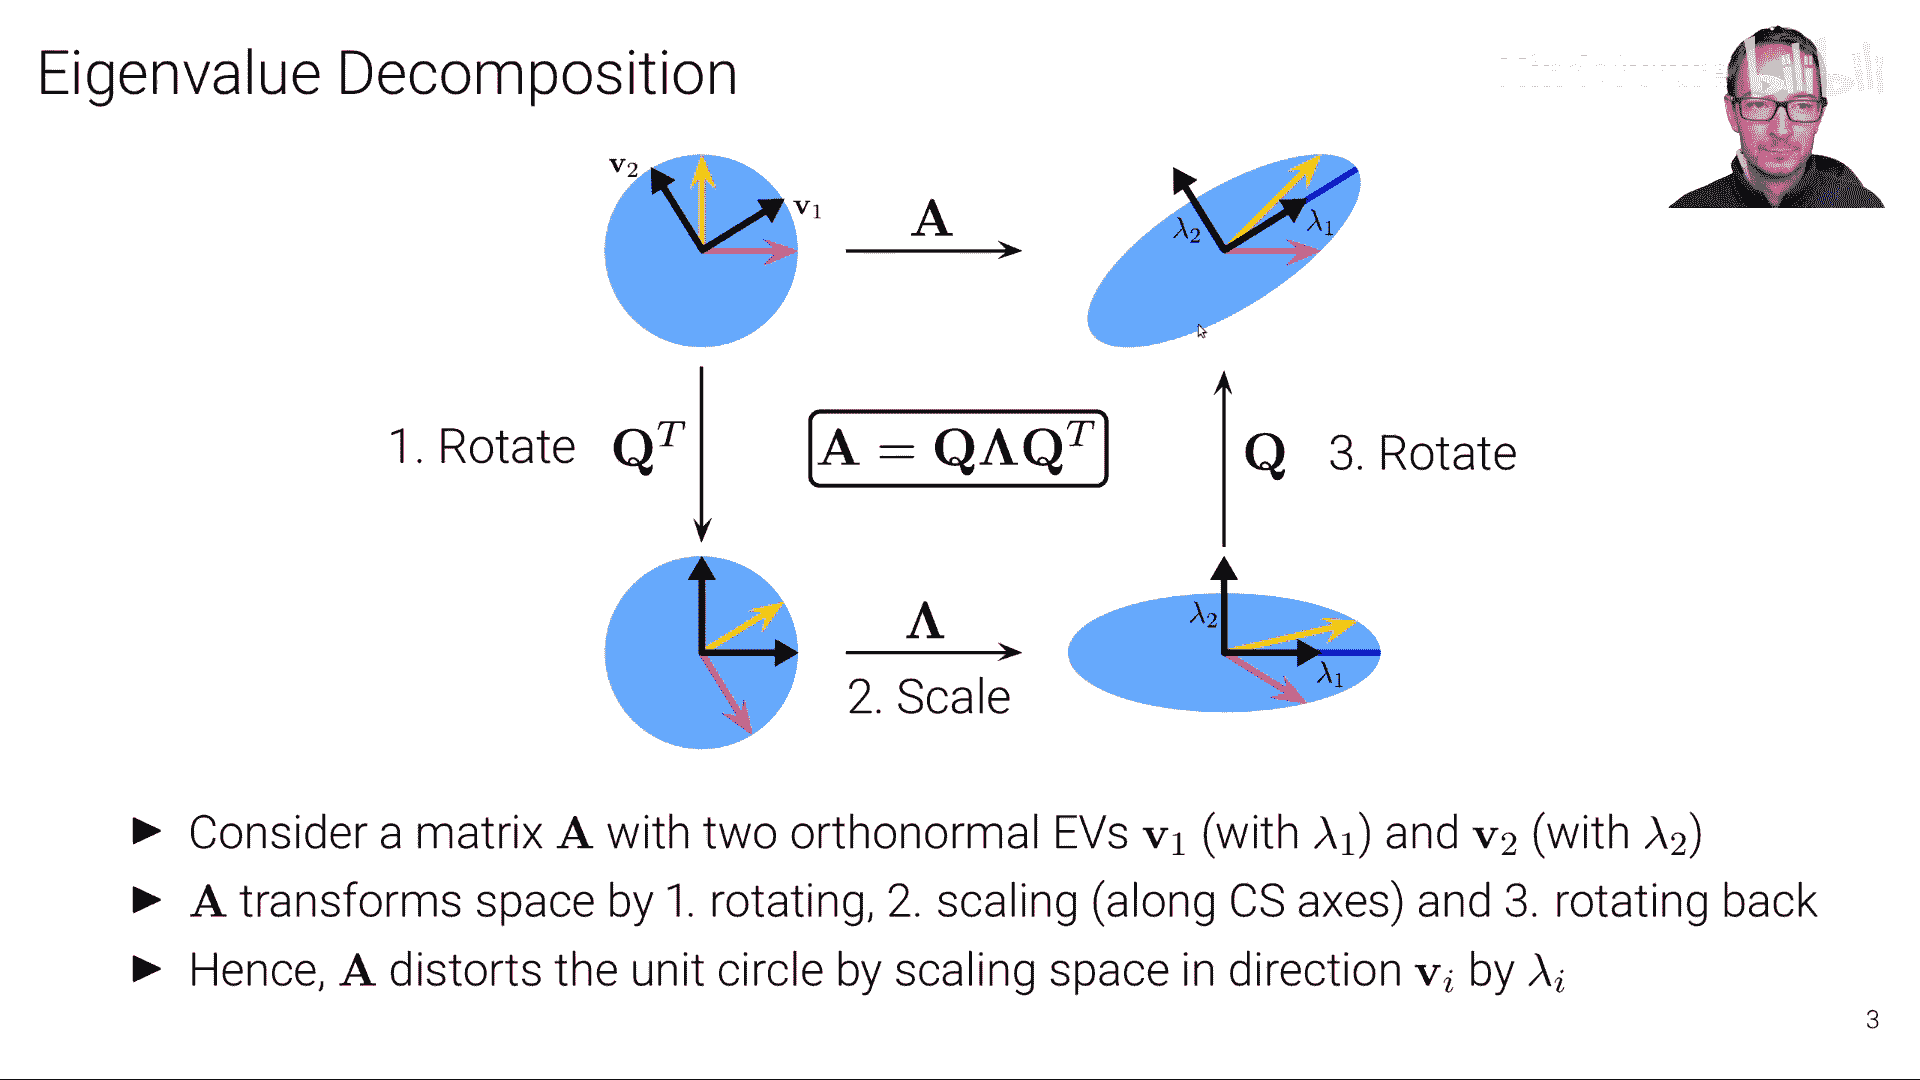 Eigenvalue Decomposition
v₂
v₁
A
λ₂
λ₁
1. Rotate Qᵀ
A = QΛQᵀ
Q 3. Rotate
Λ
2. Scale
λ₂
λ₁
► Consider a matrix A with two orthonormal EVs v₁ (with λ₁) and v₂ (with λ₂)
► A transforms space by 1. rotating, 2. scaling (along CS axes) and 3. rotating back
► Hence, A distorts the unit circle by scaling space in direction vᵢ by λᵢ
3